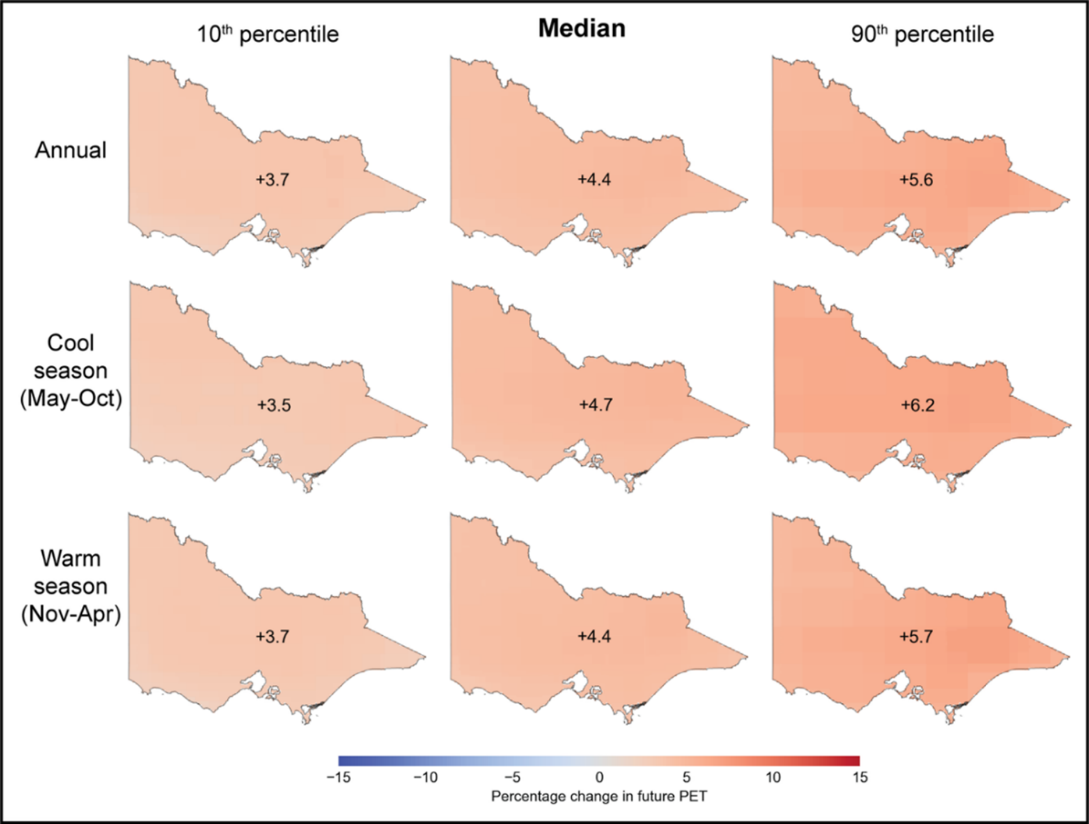 10th percentile
Median
90th percentile
Annual
+3.7
+4.4
+5.6
Cool
season
(May-Oct)
+3.5
+4.7
+6.2
Warm
season
(Nov-Apr)
+3.7
+4.4
+5.7
−15
−10
−5
0
5
10
15
Percentage change in future PET